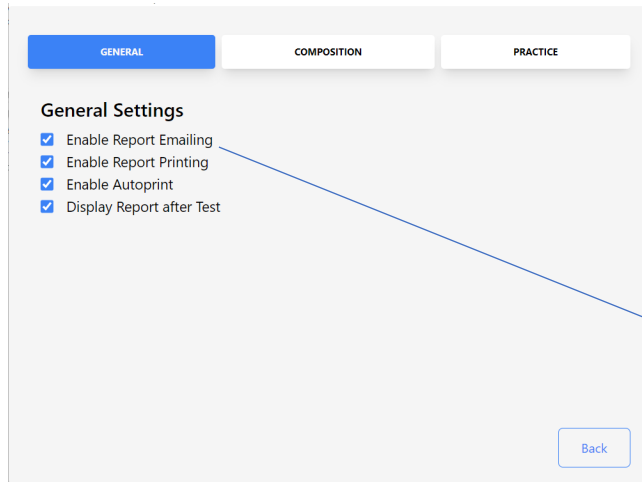 GENERAL COMPOSITION PRACTICE
General Settings
Enable Report Emailing
Enable Report Printing
Enable Autoprint
Display Report after Test
Back